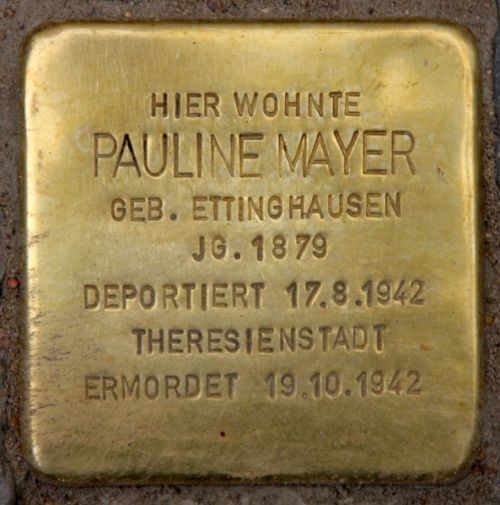 HIER WOHNTE
PAULINE MAYER
GEB. ETTINGHAUSEN
JG. 1879
DEPORTIERT 17.8.1942
THERESIENSTADT
ERMORDET 19.10.1942